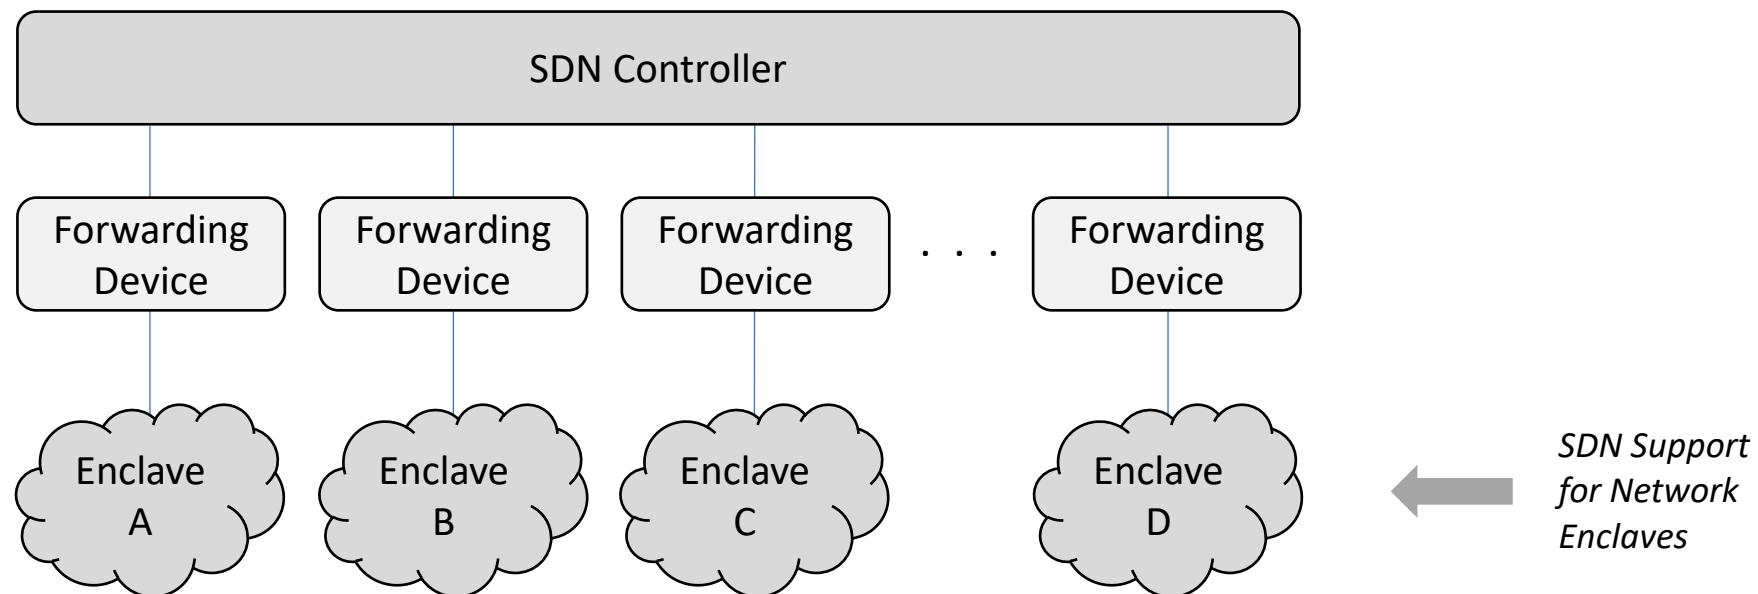 SDN Controller
Forwarding
Device
Forwarding
Device
Forwarding
Device
. . .
Forwarding
Device
Enclave
A
Enclave
B
Enclave
C
Enclave
D
SDN Support
for Network
Enclaves